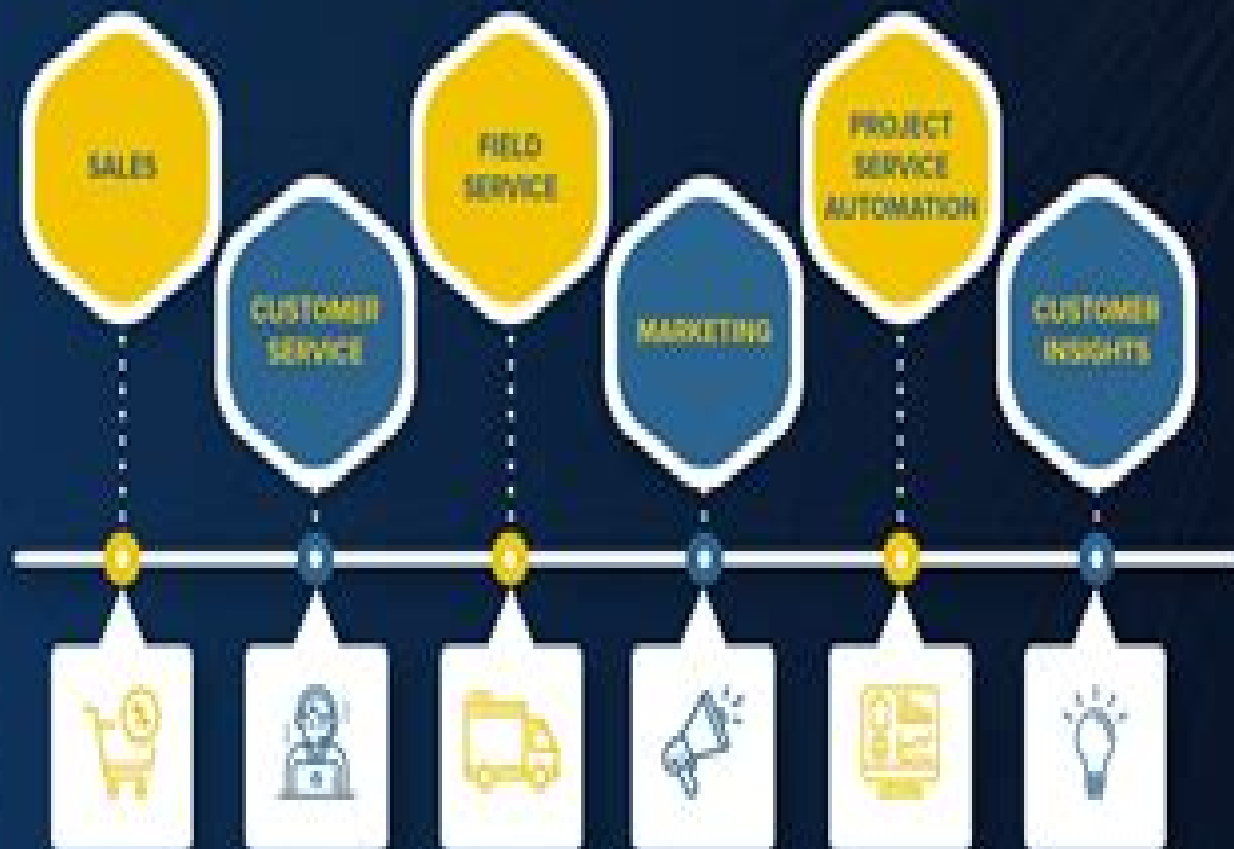 SALES
CUSTOMER
SERVICE
FIELD
SERVICE
MARKETING
PROJECT
SERVICE
AUTOMATION
CUSTOMER
INSIGHTS